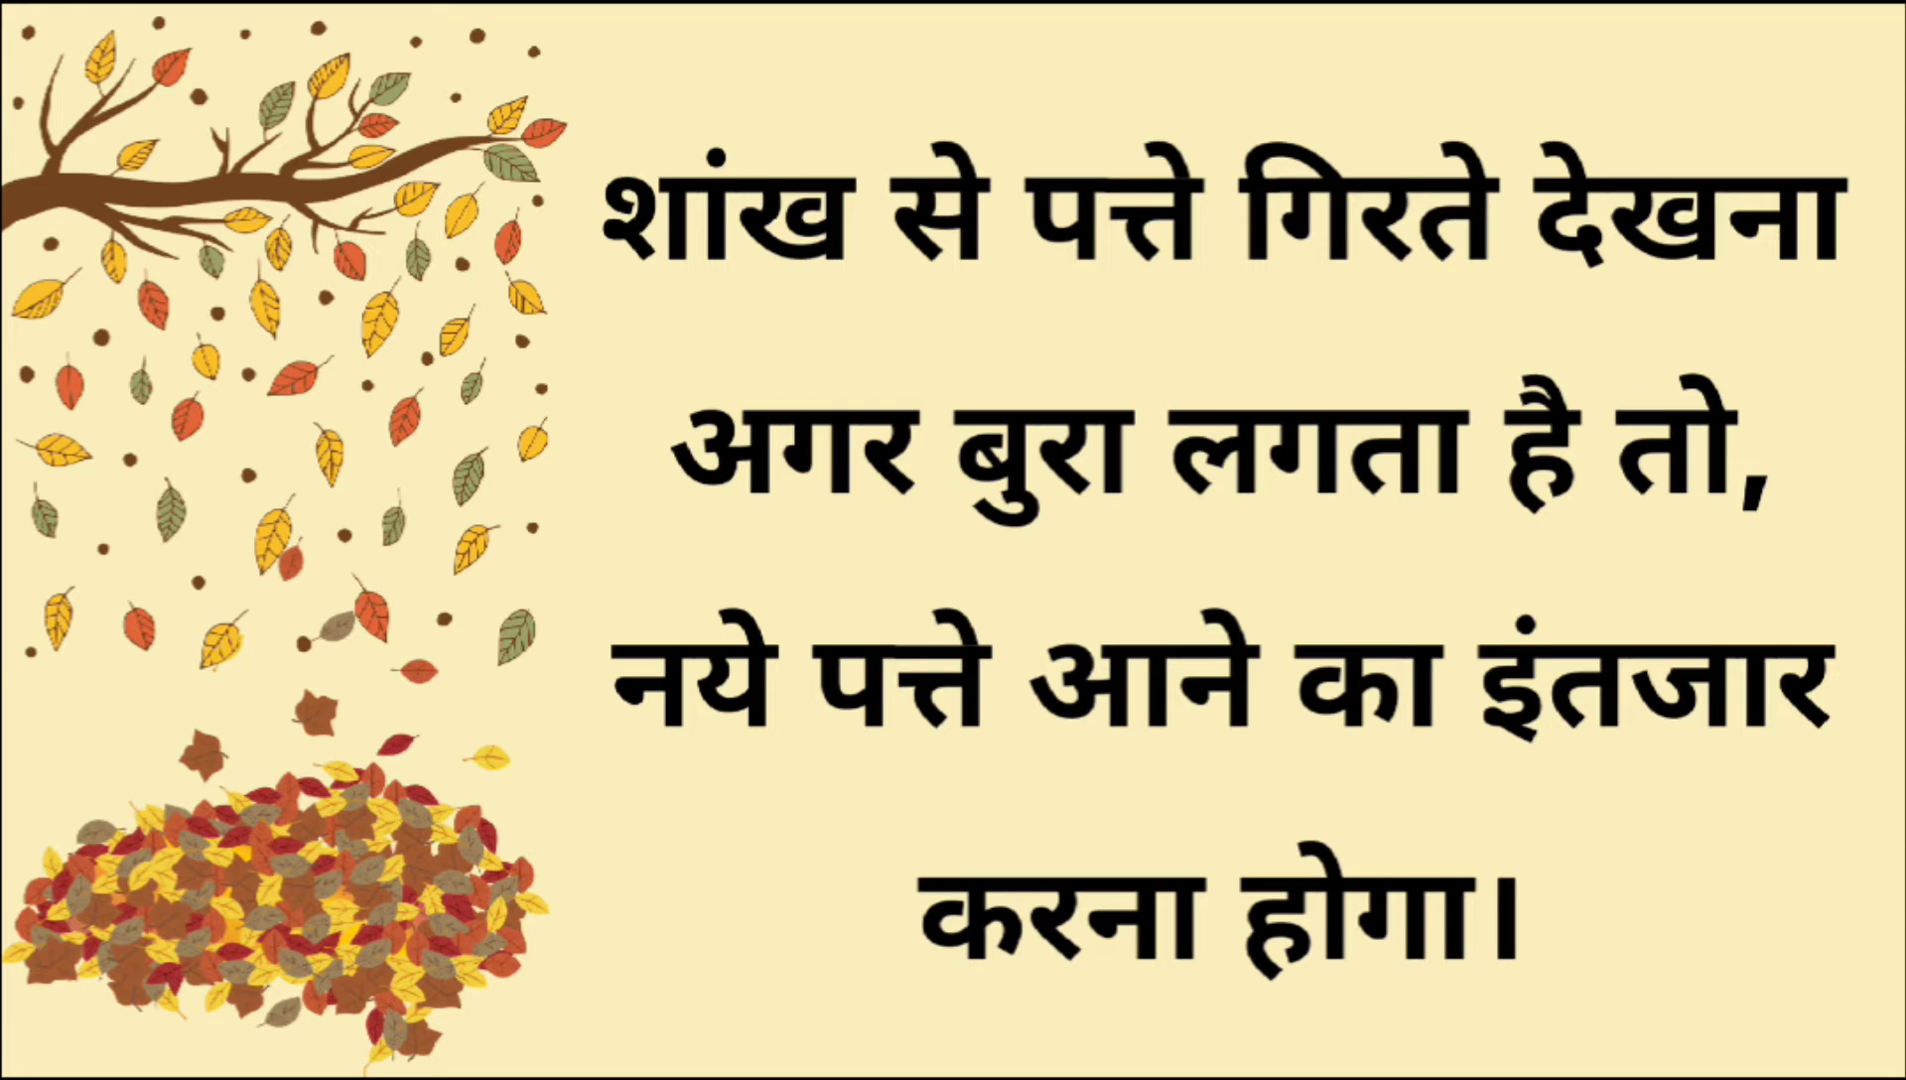 शांख से पत्ते गिरते देखना
अगर बुरा लगता है तो,
नये पत्ते आने का इंतजार
करना होगा।